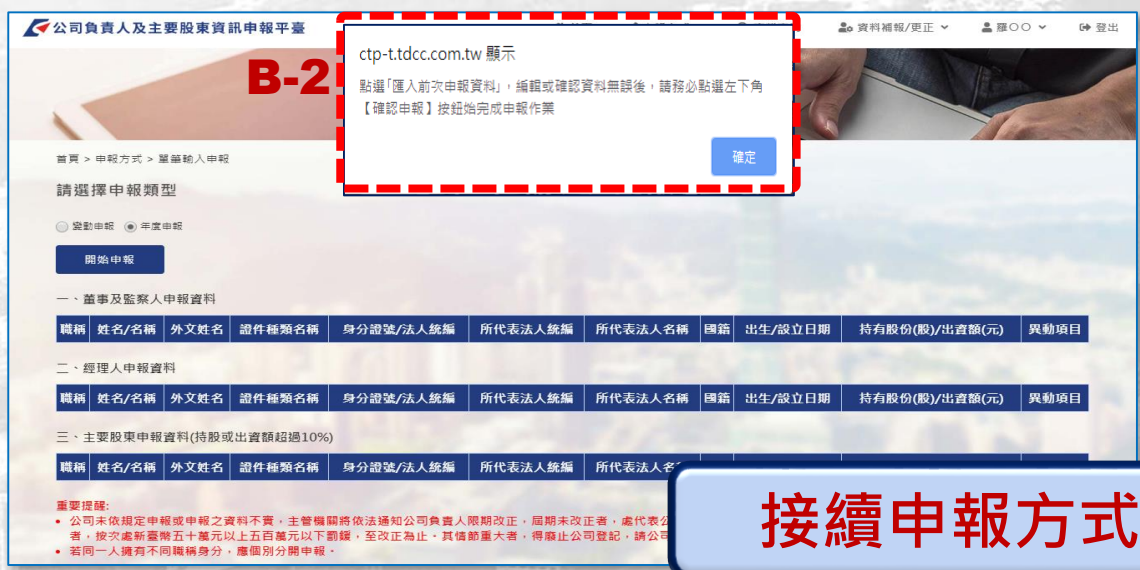 公司負責人及主要股東資訊申報平臺
資料補報/更正
羅○○
登出
B-2
ctp-t.tdcc.com.tw 顯示
點選「匯入前次申報資料」，編輯或確認資料無誤後，請務必點選左下角
【確認申報】按鈕始完成申報作業
確定
首頁 > 申報方式 > 單筆輸入申報
請選擇申報類型
變動申報 年度申報
開始申報
一、董事及監察人申報資料
職稱 姓名/名稱 外文姓名 證件種類名稱 身分證號/法人統編 所代表法人統編 所代表法人名稱 國籍 出生/設立日期 持有股份(股)/出資額(元) 異動項目
二、經理人申報資料
職稱 姓名/名稱 外文姓名 證件種類名稱 身分證號/法人統編 所代表法人統編 所代表法人名稱 國籍 出生/設立日期 持有股份(股)/出資額(元) 異動項目
三、主要股東申報資料(持股或出資額超過10%)
職稱 姓名/名稱 外文姓名 證件種類名稱 身分證號/法人統編 所代表法人統編 所代表法人名
重要提醒:
• 公司未依規定申報或申報之資料不實，主管機關將依法通知公司負責人限期改正，屆期未改正者，處代表公
者，按次處新臺幣五十萬元以上五百萬元以下罰鍰，至改正為止。其情節重大者，得廢止公司登記，請公司
• 若同一人擁有不同職稱身分，應個別分開申報。
接續申報方式